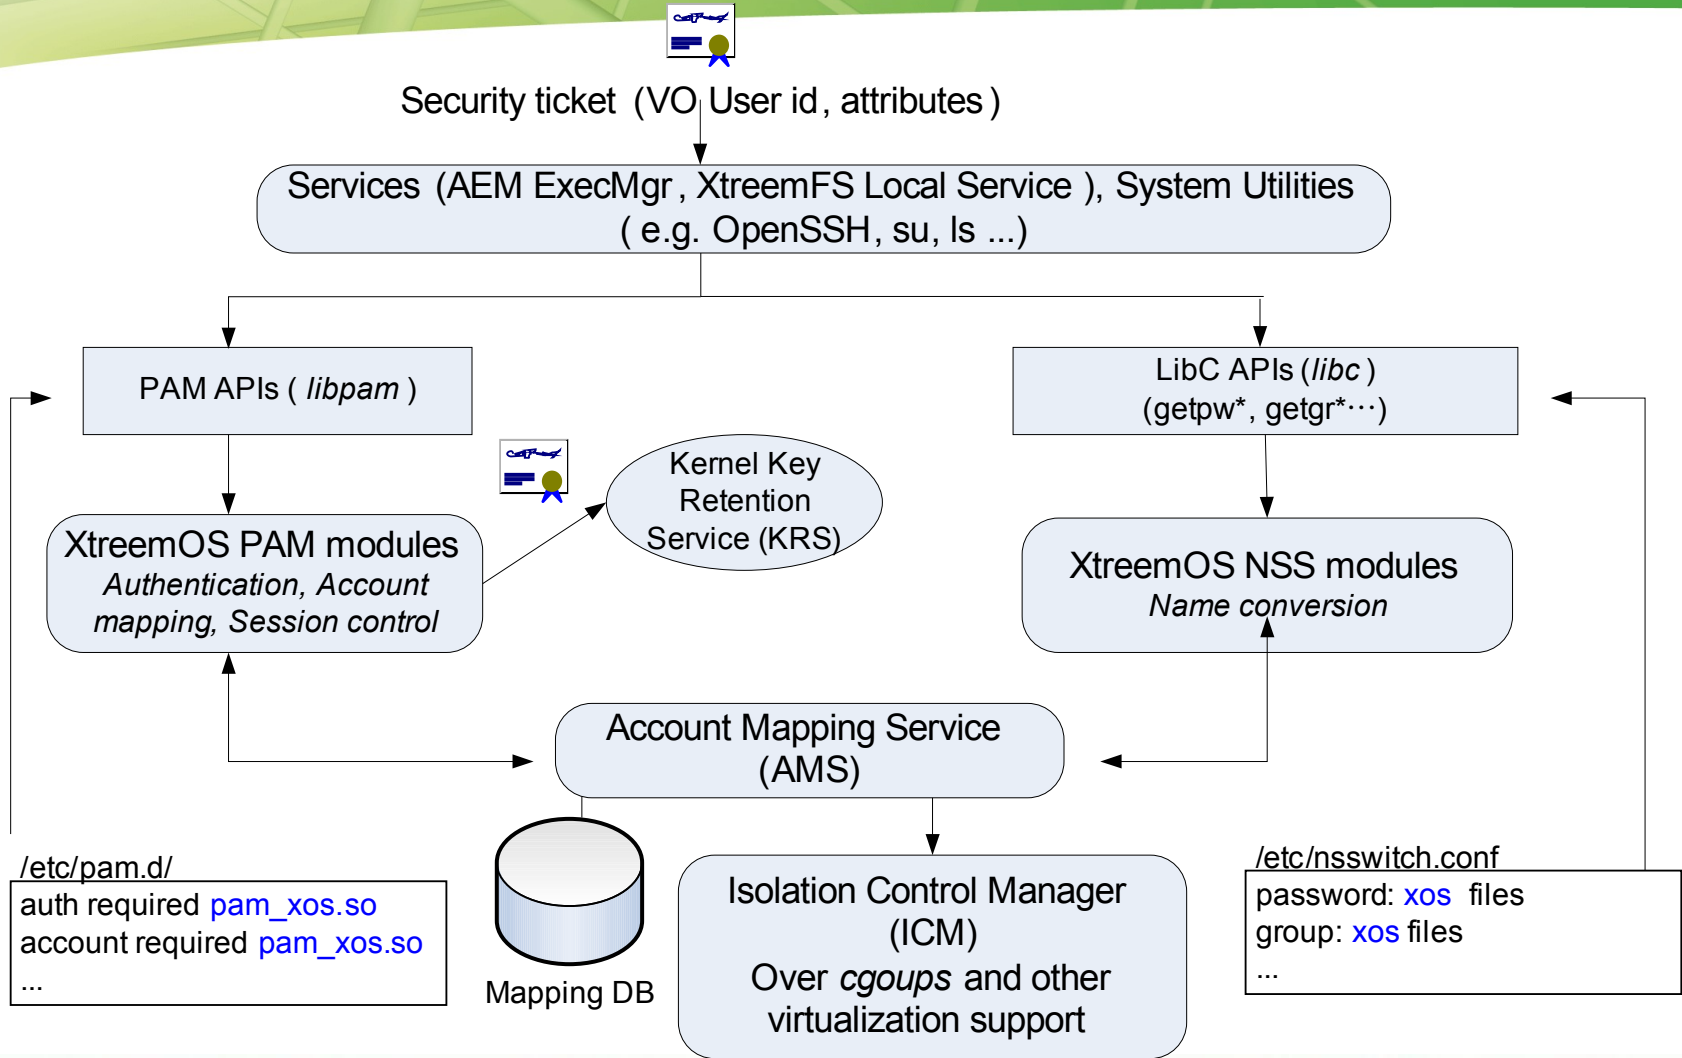 Security ticket (VO User id, attributes)
Services (AEM ExecMgr, XtreemFS Local Service ), System Utilities
( e.g. OpenSSH, su, ls ...)
PAM APIs ( libpam )
LibC APIs (libc )
(getpw*, getgr*···)
Kernel Key
Retention
Service (KRS)
XtreemOS PAM modules
Authentication, Account
mapping, Session control
XtreemOS NSS modules
Name conversion
Account Mapping Service
(AMS)
/etc/pam.d/
auth required pam_xos.so
account required pam_xos.so
...
Mapping DB
Isolation Control Manager
(ICM)
Over cgoups and other
virtualization support
/etc/nsswitch.conf
password: xos files
group: xos files
...